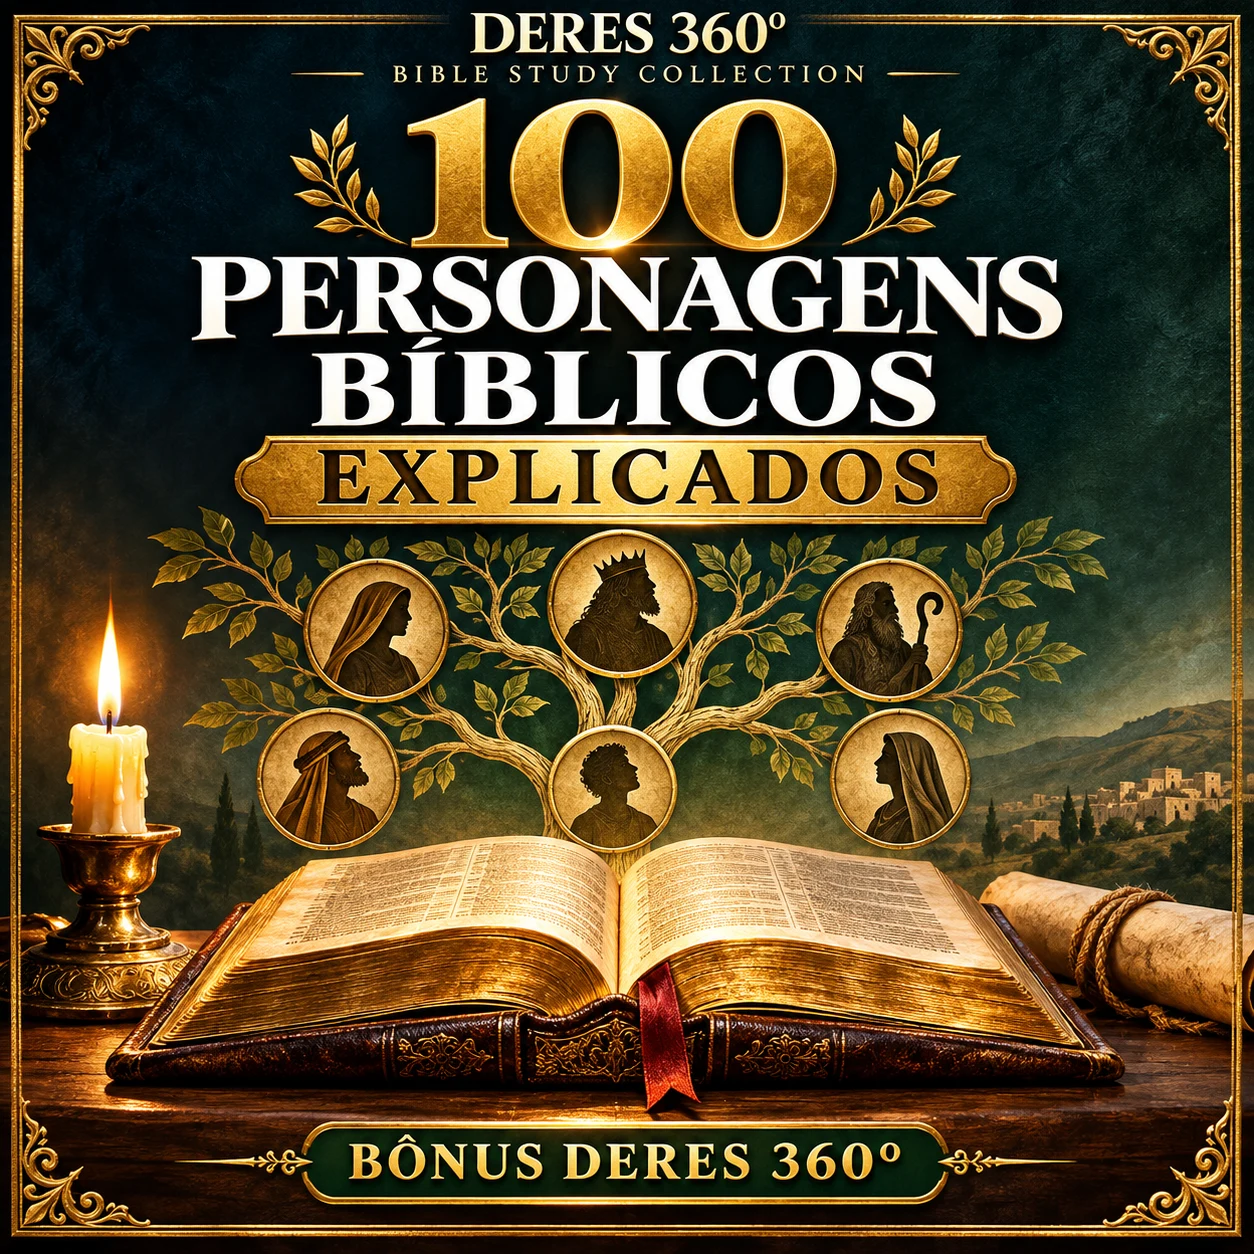 DERES 360º
BIBLE STUDY COLLECTION
100
PERSONAGENS
BÍBLICOS
EXPLICADOS
BÔNUS DERES 360º